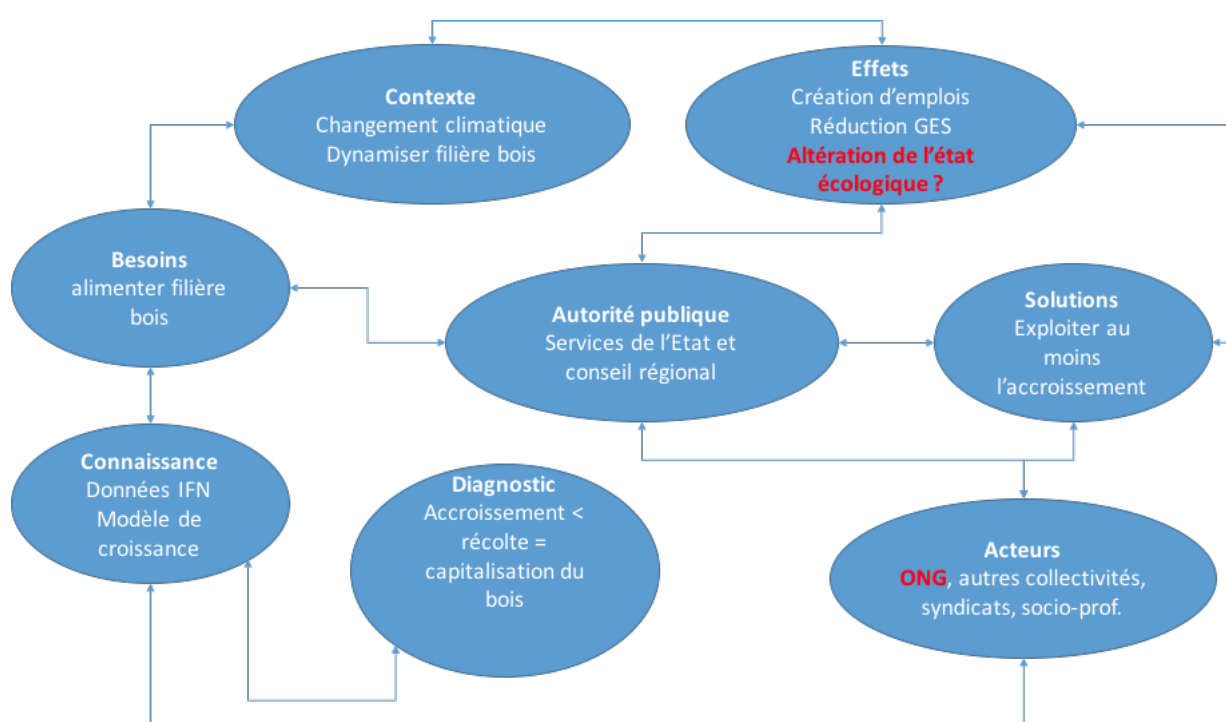 Contexte
Changement climatique
Dynamiser filière bois
Effets
Création d’emplois
Réduction GES
Altération de l’état
écologique ?
Besoins
alimenter filière
bois
Autorité publique
Services de l’Etat et
conseil régional
Solutions
Exploiter au
moins
l’accroissement
Connaissance
Données IFN
Modèle de
croissance
Diagnostic
Accroissement <
récolte =
capitalisation du
bois
Acteurs
ONG, autres collectivités,
syndicats, socio-prof.